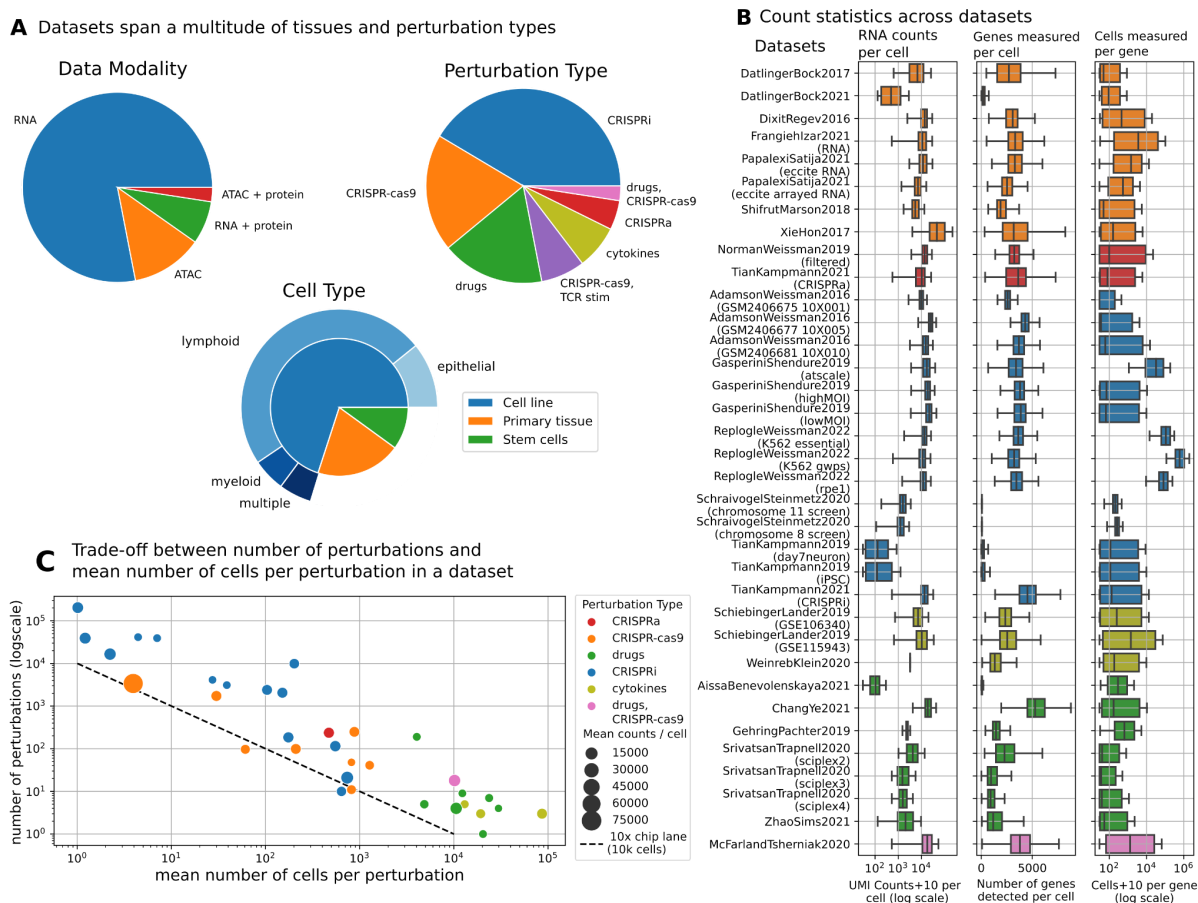 A Datasets span a multitude of tissues and perturbation types
Data Modality
RNA
ATAC + protein
RNA + protein
ATAC
Perturbation Type
CRISPRi
CRISPR-cas9
drugs,
CRISPR-cas9
CRISPRa
cytokines
CRISPR-cas9,
TCR stim
drugs
Cell Type
lymphoid
epithelial
myeloid
multiple
Cell line
Primary tissue
Stem cells
B Count statistics across datasets
Datasets
RNA counts
per cell
Genes measured
per cell
Cells measured
per gene
DatlingerBock2017
DatlingerBock2021
DixitRegev2016
FrangiehIzar2021
(RNA)
PapalexiSatija2021
(eccite RNA)
PapalexiSatija2021
(eccite arrayed RNA)
ShifrutMarson2018
XieHon2017
NormanWeissman2019
(filtered)
TianKampmann2021
(CRISPRa)
AdamsonWeissman2016
(GSM2406675 10X001)
AdamsonWeissman2016
(GSM2406677 10X005)
AdamsonWeissman2016
(GSM2406681 10X010)
GasperiniShendure2019
(atscale)
GasperiniShendure2019
(highMOI)
GasperiniShendure2019
(lowMOI)
ReplogleWeissman2022
(K562 essential)
ReplogleWeissman2022
(K562 gwps)
ReplogleWeissman2022
(rpe1)
SchraivogelSteinmetz2020
(chromosome 11 screen)
SchraivogelSteinmetz2020
(chromosome 8 screen)
TianKampmann2019
(day7neuron)
TianKampmann2019
(iPSC)
TianKampmann2021
(CRISPRi)
SchiebingerLander2019
(GSE106340)
SchiebingerLander2019
(GSE115943)
WeinrebKlein2020
AissaBenevolenskaya2021
ChangYe2021
GehringPachter2019
SrivatsanTrapnell2020
(sciplex2)
SrivatsanTrapnell2020
(sciplex3)
SrivatsanTrapnell2020
(sciplex4)
ZhaoSims2021
McFarlandTsherniak2020
10² 10³ 10⁴
UMI Counts+10 per
cell (log scale)
0 5000
Number of genes
detected per cell
10² 10⁴ 10⁶
Cells+10 per gene
(log scale)
C Trade-off between number of perturbations and
mean number of cells per perturbation in a dataset
number of perturbations (logscale)
10⁵
10⁴
10³
10²
10¹
10⁰
10⁰ 10¹ 10² 10³ 10⁴ 10⁵
mean number of cells per perturbation
Perturbation Type
CRISPRa
CRISPR-cas9
drugs
CRISPRi
cytokines
drugs,
CRISPR-cas9
Mean counts / cell
15000
30000
45000
60000
75000
10x chip lane
(10k cells)